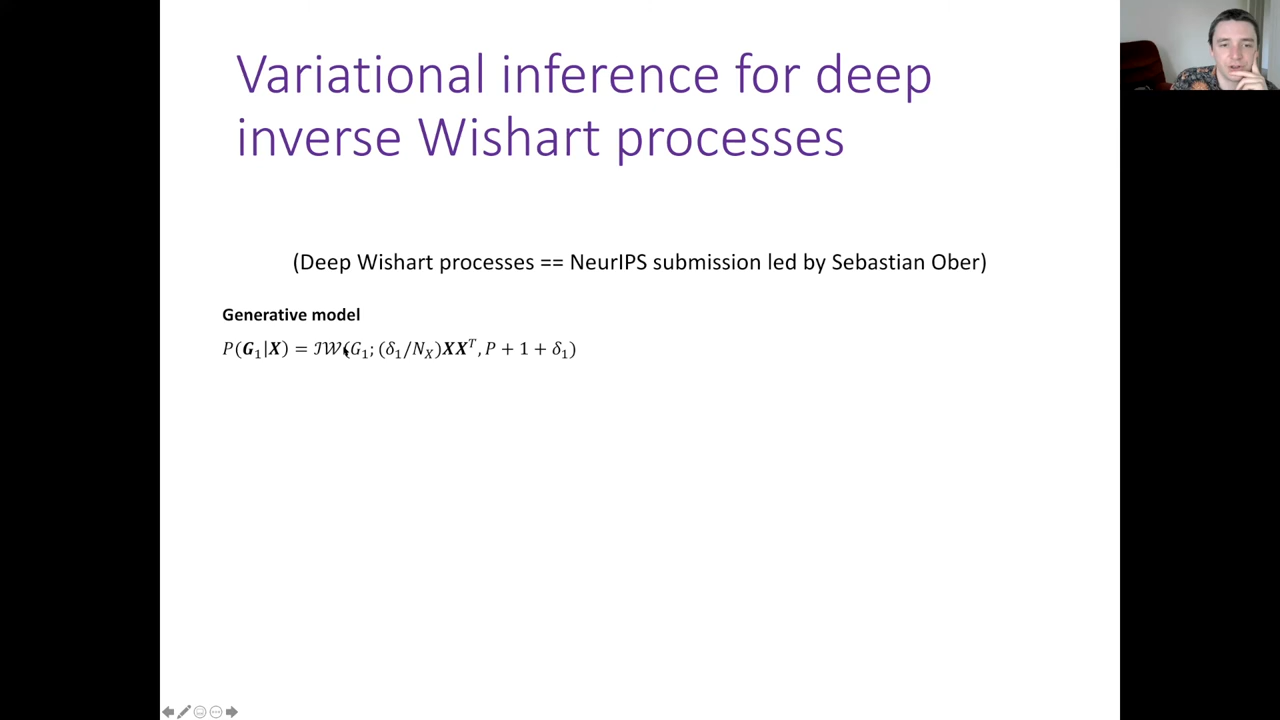 Variational inference for deep
inverse Wishart processes
(Deep Wishart processes == NeurIPS submission led by Sebastian Ober)
Generative model
P(G₁|X) = 𝒥𝒲(G₁; (δ₁/N_X)XXᵀ, P + 1 + δ₁)